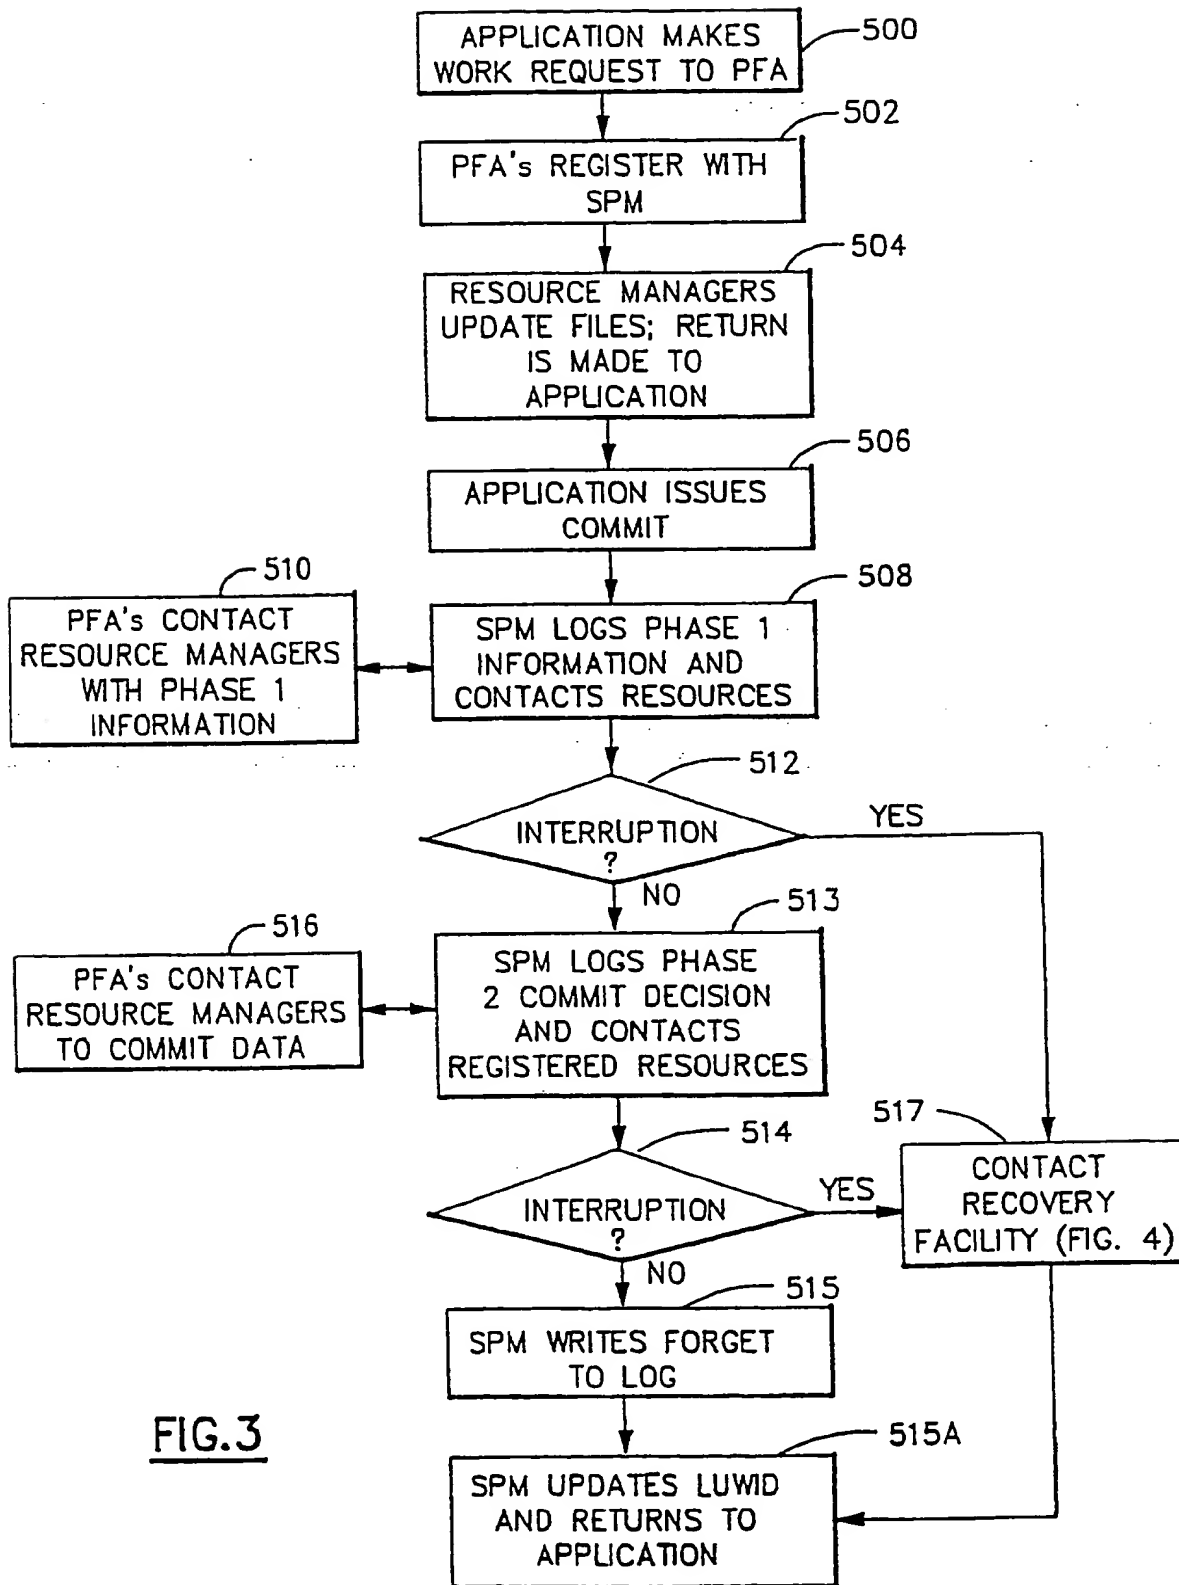 APPLICATION MAKES
WORK REQUEST TO PFA
500
502
PFA's REGISTER WITH
SPM
504
RESOURCE MANAGERS
UPDATE FILES; RETURN
IS MADE TO
APPLICATION
506
APPLICATION ISSUES
COMMIT
510
PFA's CONTACT
RESOURCE MANAGERS
WITH PHASE 1
INFORMATION
508
SPM LOGS PHASE 1
INFORMATION AND
CONTACTS RESOURCES
512
INTERRUPTION
?
YES
NO
516
PFA's CONTACT
RESOURCE MANAGERS
TO COMMIT DATA
513
SPM LOGS PHASE
2 COMMIT DECISION
AND CONTACTS
REGISTERED RESOURCES
514
INTERRUPTION
?
YES
NO
517
CONTACT
RECOVERY
FACILITY (FIG. 4)
515
SPM WRITES FORGET
TO LOG
515A
SPM UPDATES LUWID
AND RETURNS TO
APPLICATION
FIG.3